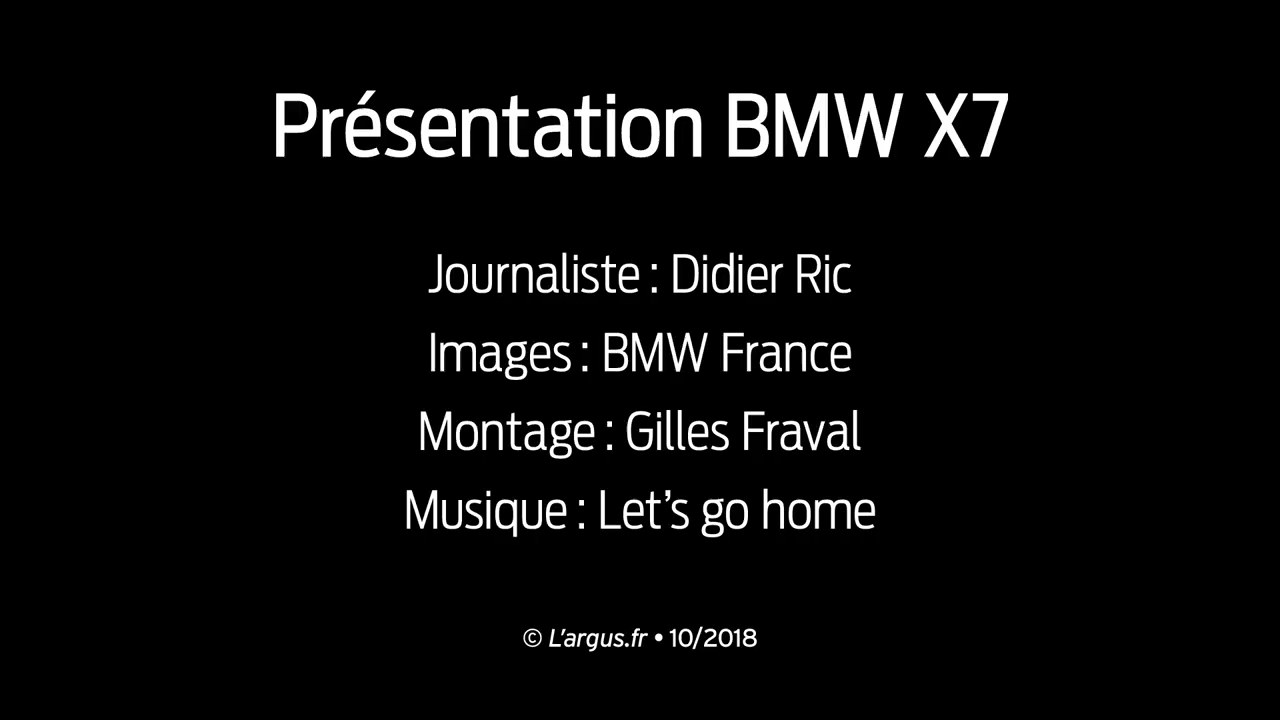 Présentation BMW X7
Journaliste : Didier Ric
Images : BMW France
Montage : Gilles Fraval
Musique : Let’s go home
© L’argus.fr • 10/2018